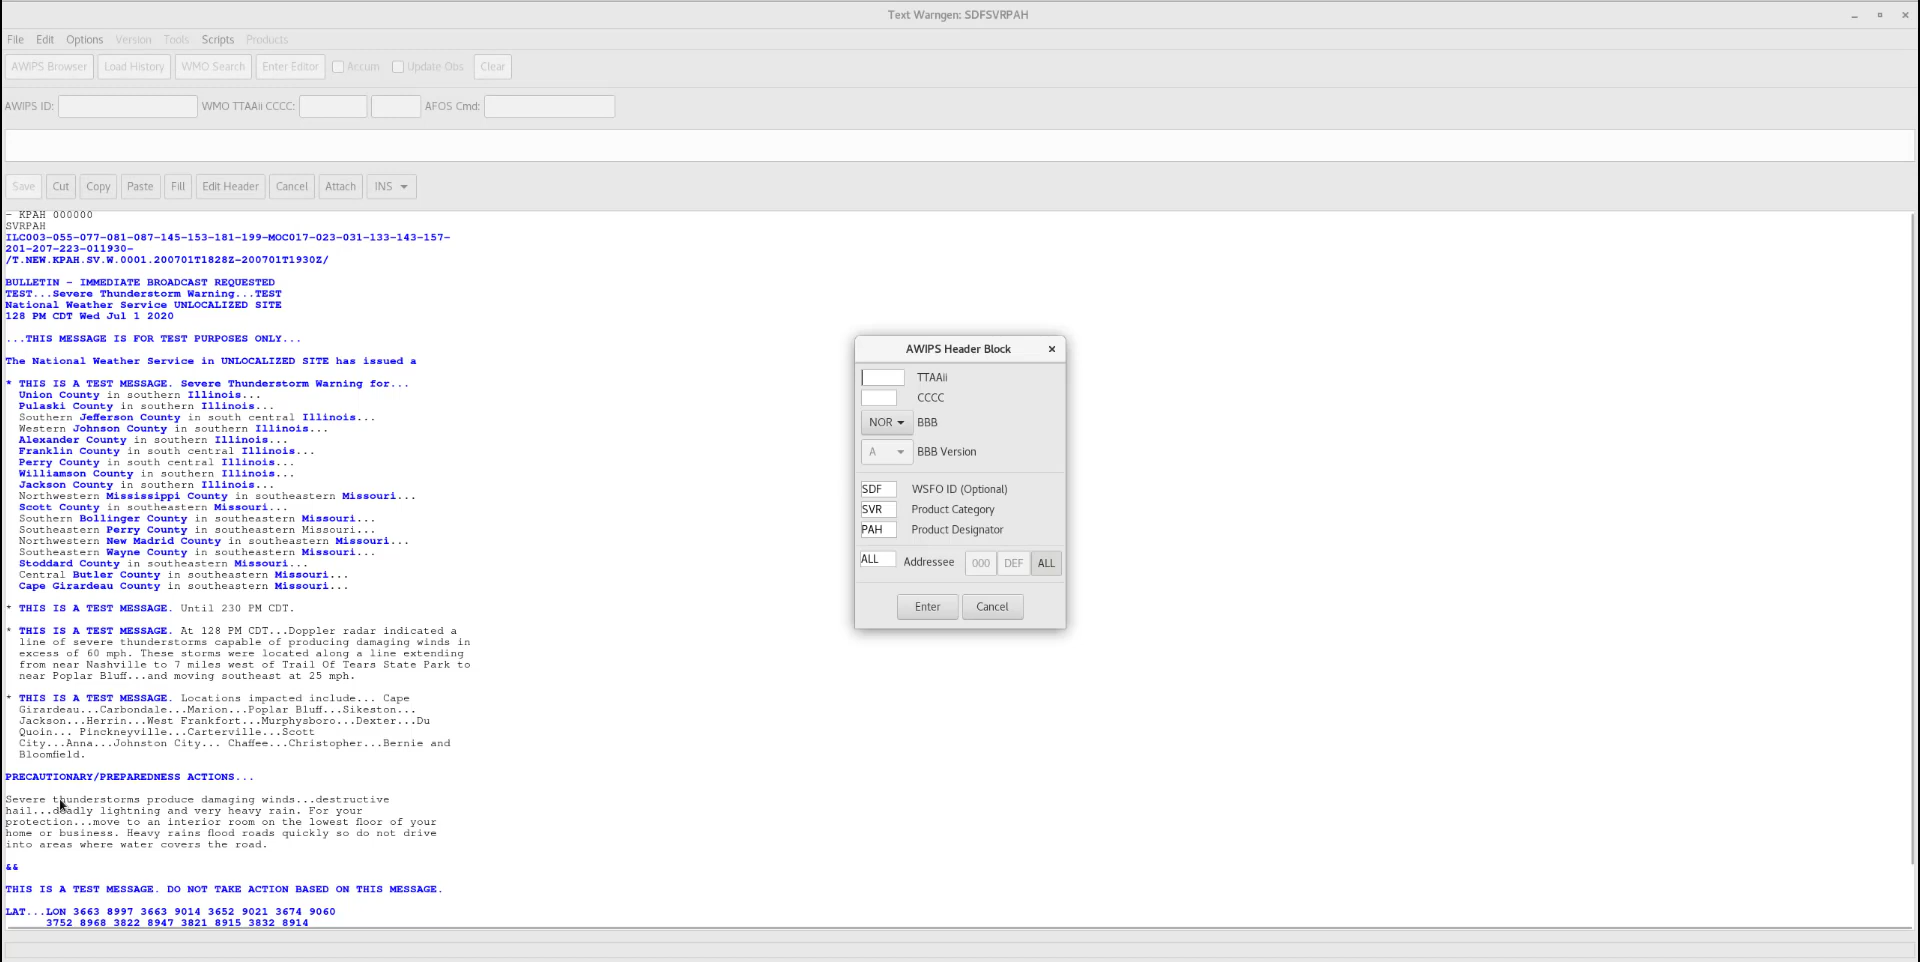 Text Warngen: SDFSVRPAH
File Edit Options Version Tools Scripts Products
AWIPS Browser Load History WMO Search Enter Editor Accum Update Obs Clear
AWIPS ID: WMO TTAAii CCCC: AFOS Cmd:
Save Cut Copy Paste Fill Edit Header Cancel Attach INS
- KPAH 000000
SVRPAH
ILC003-055-077-081-087-145-153-181-199-MOC017-023-031-133-143-157-
201-207-223-011930-
/T.NEW.KPAH.SV.W.0001.200701T1828Z-200701T1930Z/
BULLETIN - IMMEDIATE BROADCAST REQUESTED
TEST...Severe Thunderstorm Warning...TEST
National Weather Service UNLOCALIZED SITE
128 PM CDT Wed Jul 1 2020
...THIS MESSAGE IS FOR TEST PURPOSES ONLY...
The National Weather Service in UNLOCALIZED SITE has issued a
* THIS IS A TEST MESSAGE. Severe Thunderstorm Warning for...
Union County in southern Illinois...
Pulaski County in southern Illinois...
Southern Jefferson County in south central Illinois...
Western Johnson County in southern Illinois...
Alexander County in southern Illinois...
Franklin County in south central Illinois...
Perry County in south central Illinois...
Williamson County in southern Illinois...
Jackson County in southern Illinois...
Northwestern Mississippi County in southeastern Missouri...
Scott County in southeastern Missouri...
Southern Bollinger County in southeastern Missouri...
Southeastern Perry County in southeastern Missouri...
Northwestern New Madrid County in southeastern Missouri...
Southeastern Wayne County in southeastern Missouri...
Stoddard County in southeastern Missouri...
Central Butler County in southeastern Missouri...
Cape Girardeau County in southeastern Missouri...
* THIS IS A TEST MESSAGE. Until 230 PM CDT.
* THIS IS A TEST MESSAGE. At 128 PM CDT...Doppler radar indicated a
line of severe thunderstorms capable of producing damaging winds in
excess of 60 mph. These storms were located along a line extending
from near Nashville to 7 miles west of Trail Of Tears State Park to
near Poplar Bluff...and moving southeast at 25 mph.
* THIS IS A TEST MESSAGE. Locations impacted include... Cape
Girardeau...Carbondale...Marion...Poplar Bluff...Sikeston...
Jackson...Herrin...West Frankfort...Murphysboro...Dexter...Du
Quoin... Pinckneyville...Carterville...Scott
City...Anna...Johnston City... Chaffee...Christopher...Bernie and
Bloomfield.
PRECAUTIONARY/PREPAREDNESS ACTIONS...
Severe thunderstorms produce damaging winds...destructive
hail...deadly lightning and very heavy rain. For your
protection...move to an interior room on the lowest floor of your
home or business. Heavy rains flood roads quickly so do not drive
into areas where water covers the road.
&&
THIS IS A TEST MESSAGE. DO NOT TAKE ACTION BASED ON THIS MESSAGE.
LAT...LON 3663 8997 3663 9014 3652 9021 3674 9060
3752 8968 3822 8947 3821 8915 3832 8914
AWIPS Header Block
TTAAii
CCCC
NOR BBB
A BBB Version
SDF WSFO ID (Optional)
SVR Product Category
PAH Product Designator
ALL Addressee 000 DEF ALL
Enter Cancel